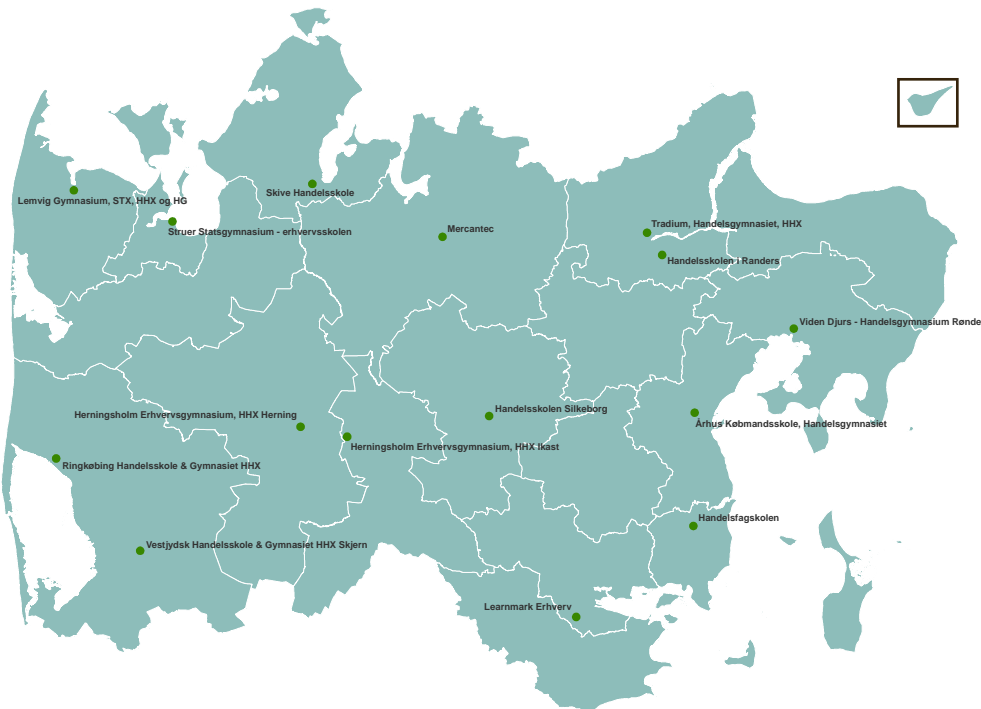 Skive Handelsskole
Lemvig Gymnasium, STX, HHX og HG
Struer Statsgymnasium - erhvervsskolen
Mercantec
Tradium, Handelsgymnasiet, HHX
Handelsskolen i Randers
Viden Djurs - Handelsgymnasium Rønde
Handelsskolen Silkeborg
Herningsholm Erhvervsgymnasium, HHX Herning
Århus Købmandsskole, Handelsgymnasiet
Herningsholm Erhvervsgymnasium, HHX Ikast
Ringkøbing Handelsskole & Gymnasiet HHX
Handelsfagskolen
Vestjydsk Handelsskole & Gymnasiet HHX Skjern
Learnmark Erhverv